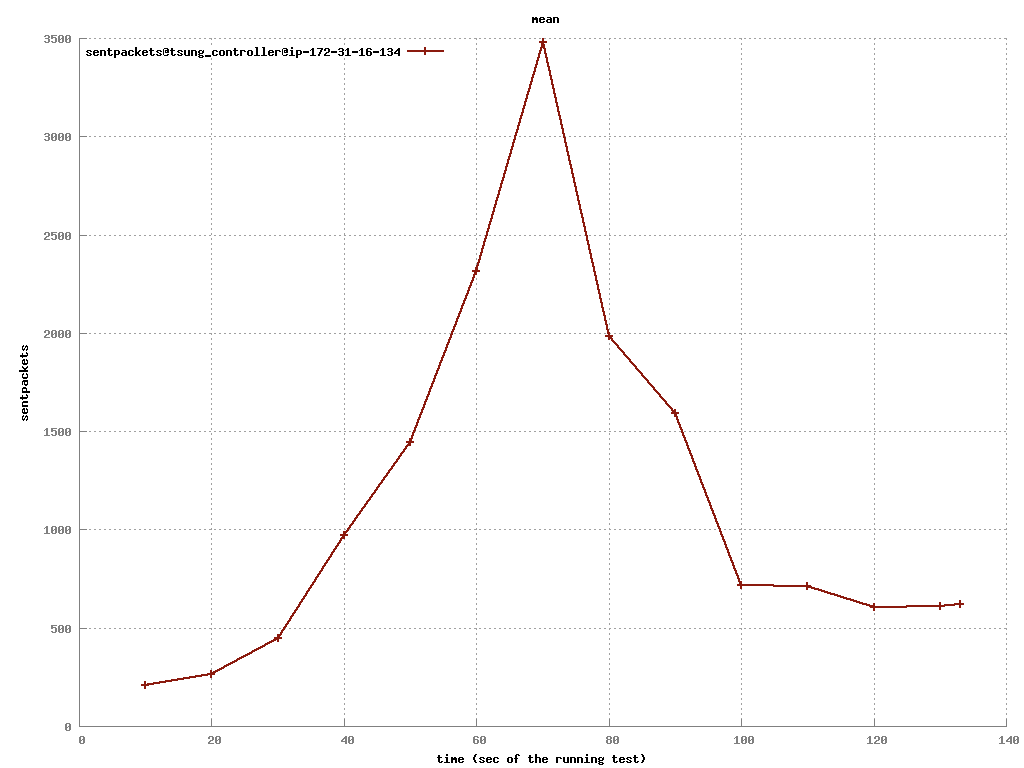 mean
sentpackets@tsung_controller@ip-172-31-16-134
3500
3000
2500
2000
1500
1000
500
0
sentpackets
0 20 40 60 80 100 120 140
time (sec of the running test)